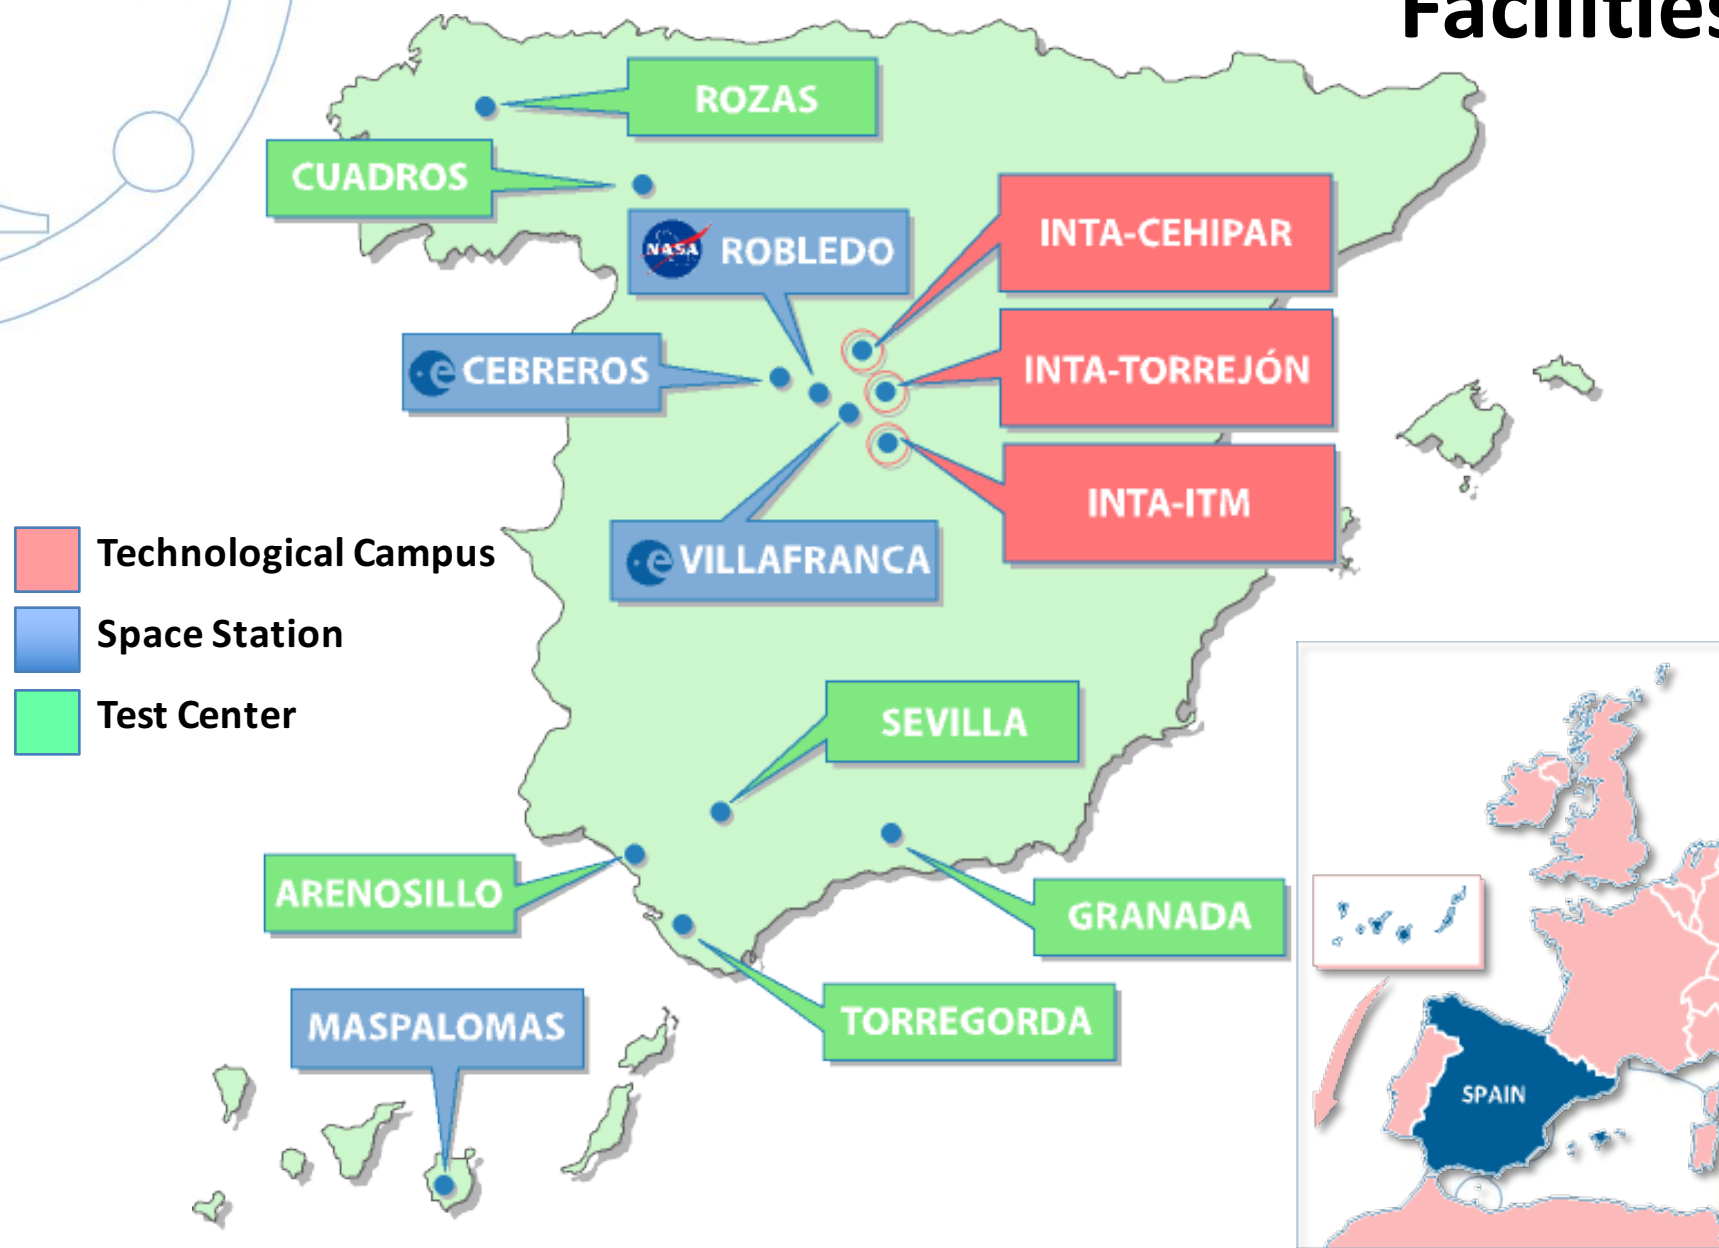 Facilities
ROZAS
CUADROS
INTA-CEHIPAR
NASA ROBLEDO
INTA-TORREJÓN
e CEBREROS
INTA-ITM
Technological Campus
e VILLAFRANCA
Space Station
Test Center
SEVILLA
ARENOSILLO
GRANADA
TORREGORDA
MASPALOMAS
SPAIN